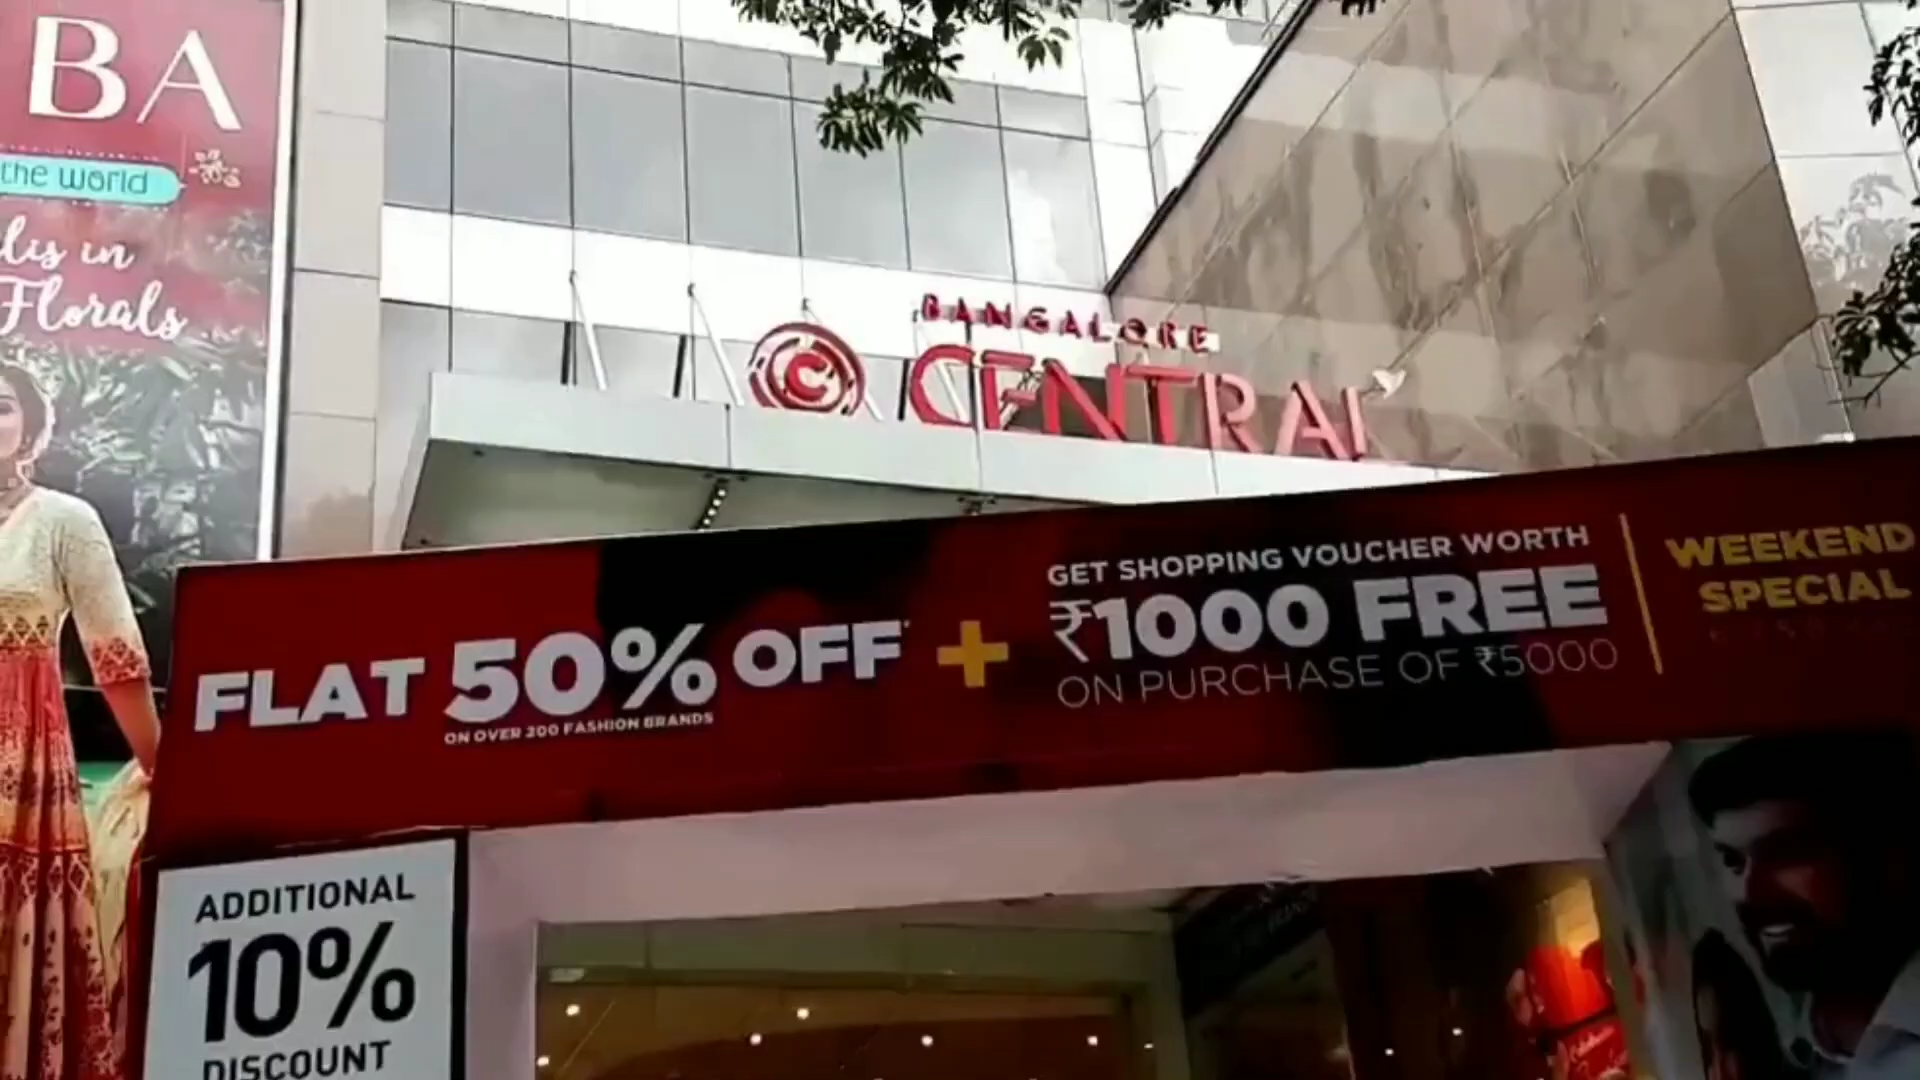 BA
the world
lis in
Florals
BANGALORE
C CENTRAL
FLAT 50% OFF
ON OVER 200 FASHION BRANDS
+
GET SHOPPING VOUCHER WORTH
₹1000 FREE
ON PURCHASE OF ₹5000
WEEKEND
SPECIAL
ADDITIONAL
10%
DISCOUNT